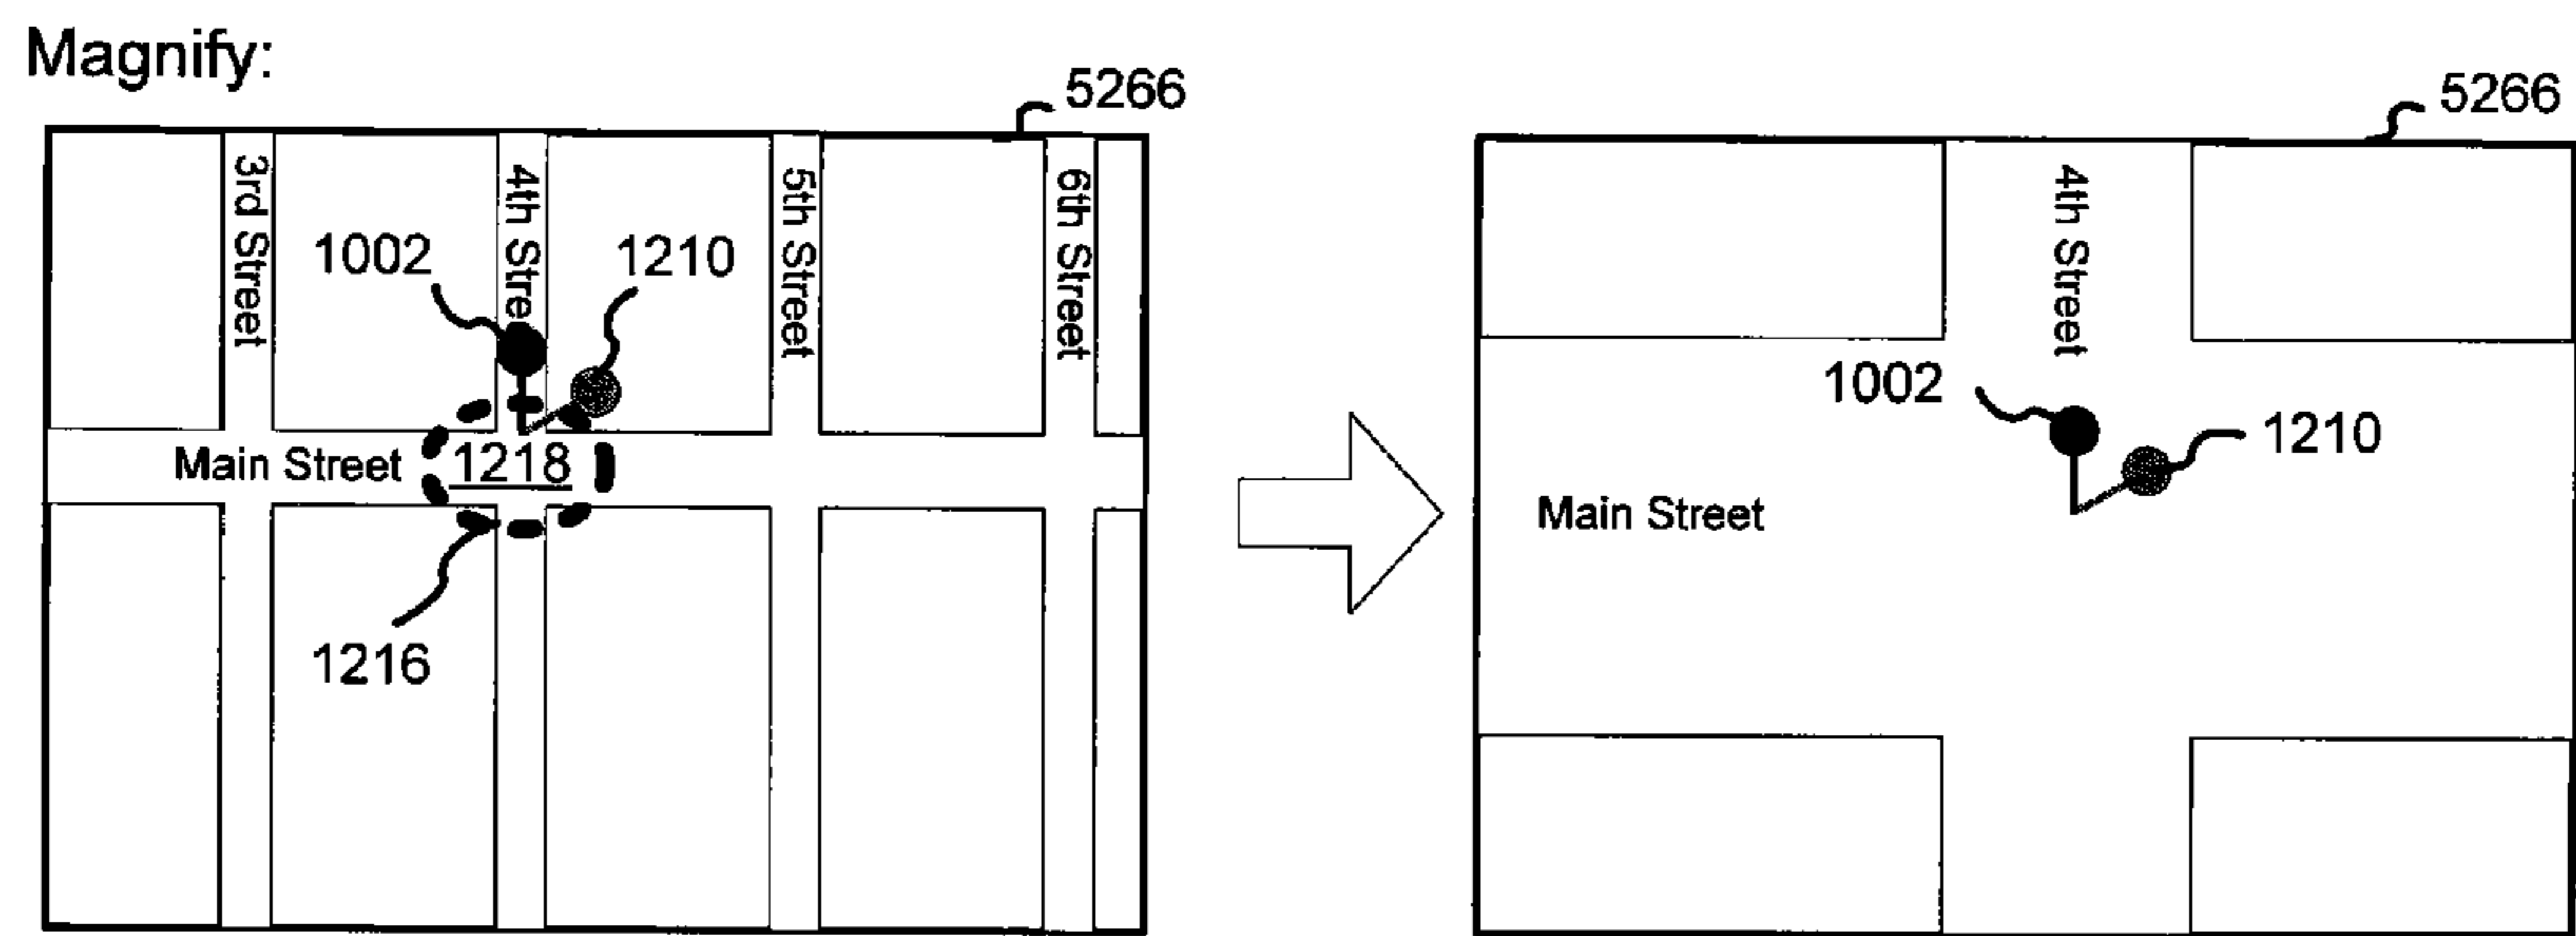 Magnify:
5266
3rd Street
4th Stree
5th Street
6th Street
1002
1210
Main Street
1218
1216
5266
4th Street
1002
1210
Main Street